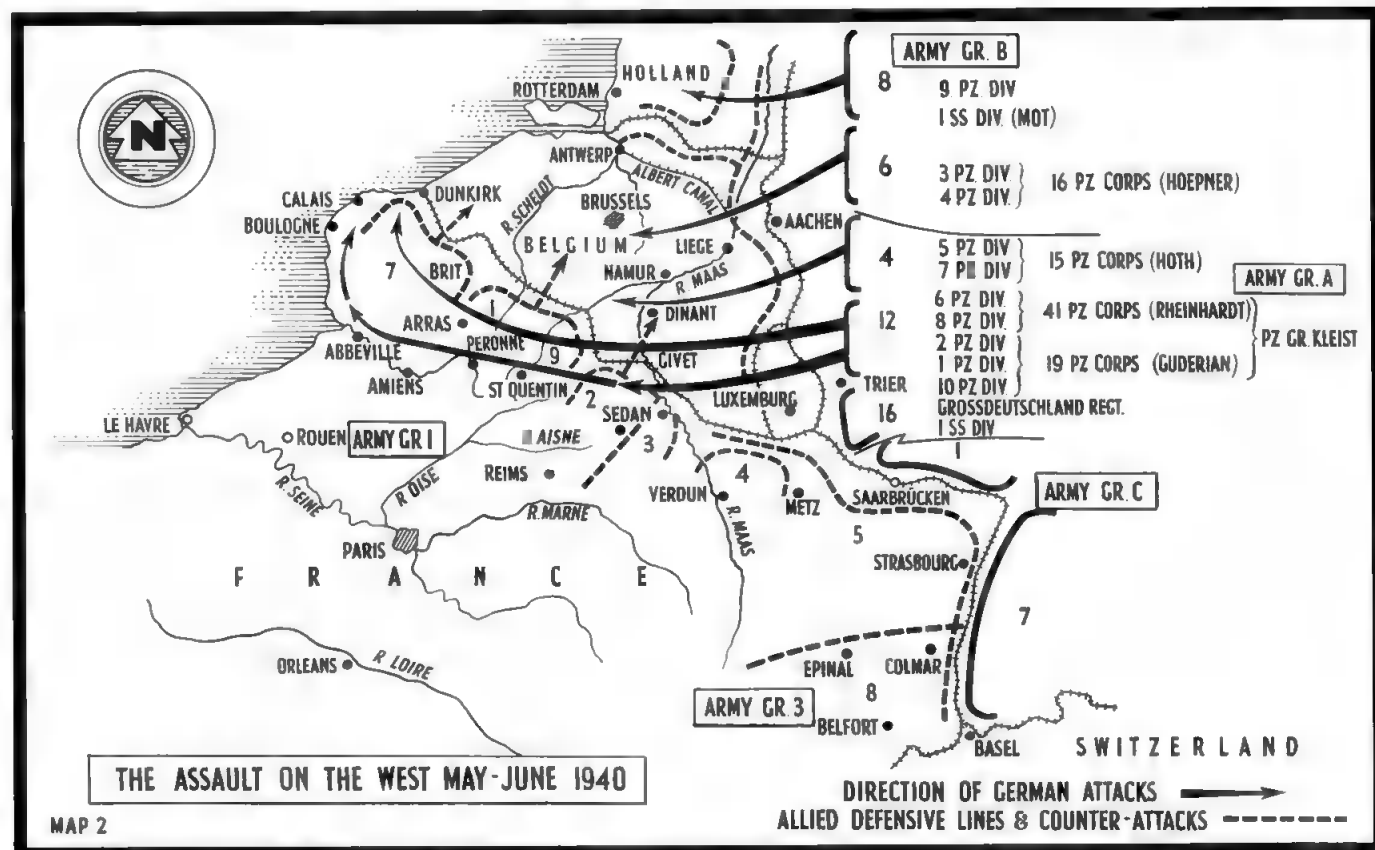 N
HOLLAND
ROTTERDAM
ANTWERP
ALBERT CANAL
DUNKIRK
CALAIS
BOULOGNE
R. SCHELDT
BRUSSELS
BELGIUM
AACHEN
LIEGE
NAMUR
R. MAAS
7
BRIT
1
ARRAS
DINANT
PERONNE
9
GIVET
ABBEVILLE
AMIENS
ST QUENTIN
2
LUXEMBURG
TRIER
LE HAVRE
ROUEN
ARMY GR 1
AISNE
SEDAN
3
R. SEINE
R OISE
REIMS
VERDUN
4
METZ
SAARBRÜCKEN
R. MARNE
R. MAAS
5
PARIS
STRASBOURG
FRANCE
7
ORLEANS
R LOIRE
EPINAL
COLMAR
ARMY GR. 3
8
BELFORT
BASEL
SWITZERLAND
ARMY GR. B
8
9 PZ. DIV
1 SS DIV. (MOT)
6
3 PZ DIV.
4 PZ DIV.
16 PZ CORPS (HOEPNER)
4
5 PZ DIV
7 P DIV
15 PZ CORPS (HOTH)
ARMY GR. A
12
6 PZ DIV.
8 PZ DIV.
41 PZ CORPS (RHEINHARDT)
2 PZ DIV.
1 PZ DIV.
10 PZ DIV.
19 PZ CORPS (GUDERIAN)
PZ GR. KLEIST
16
GROSSDEUTSCHLAND REGT.
1 SS DIV
1
ARMY GR. C
THE ASSAULT ON THE WEST MAY-JUNE 1940
DIRECTION OF GERMAN ATTACKS
ALLIED DEFENSIVE LINES & COUNTER-ATTACKS
MAP 2